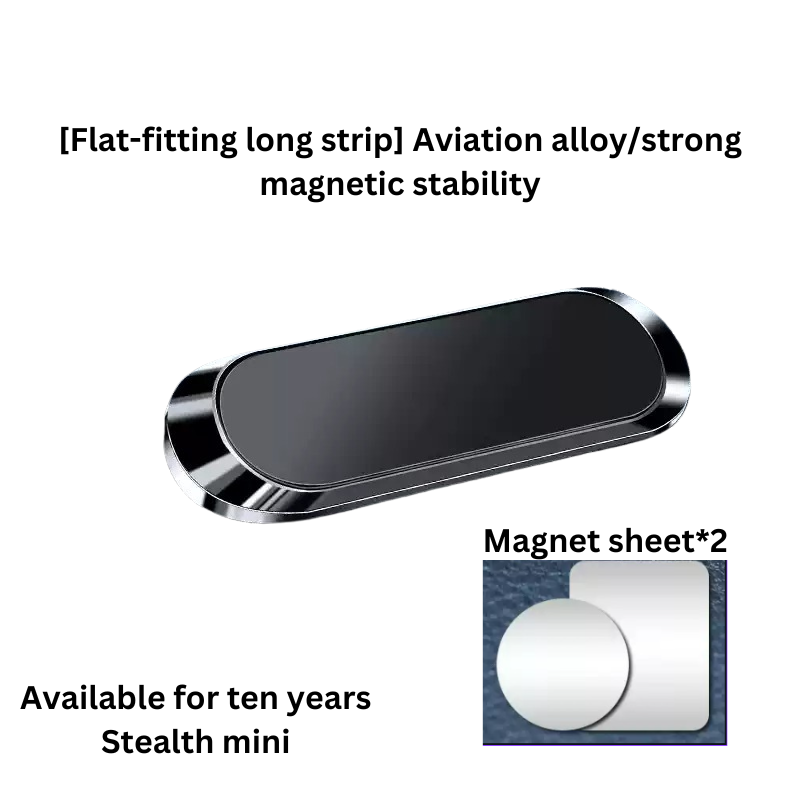 [Flat-fitting long strip] Aviation alloy/strong
magnetic stability
Magnet sheet*2
Available for ten years
Stealth mini